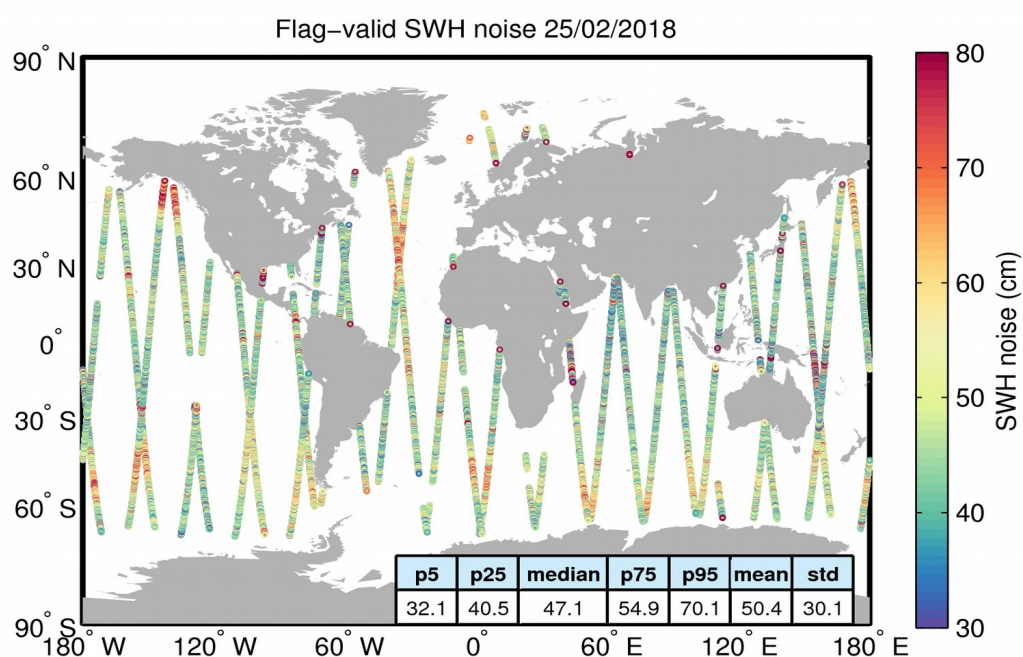 Flag−valid SWH noise 25/02/2018
90° N
60° N
30° N
0°
30° S
60° S
90° S
180° W
120° W
60° W
0°
60° E
120° E
180° E
80
70
60
50
40
30
SWH noise (cm)
p5 p25 median p75 p95 mean std
32.1 40.5 47.1 54.9 70.1 50.4 30.1